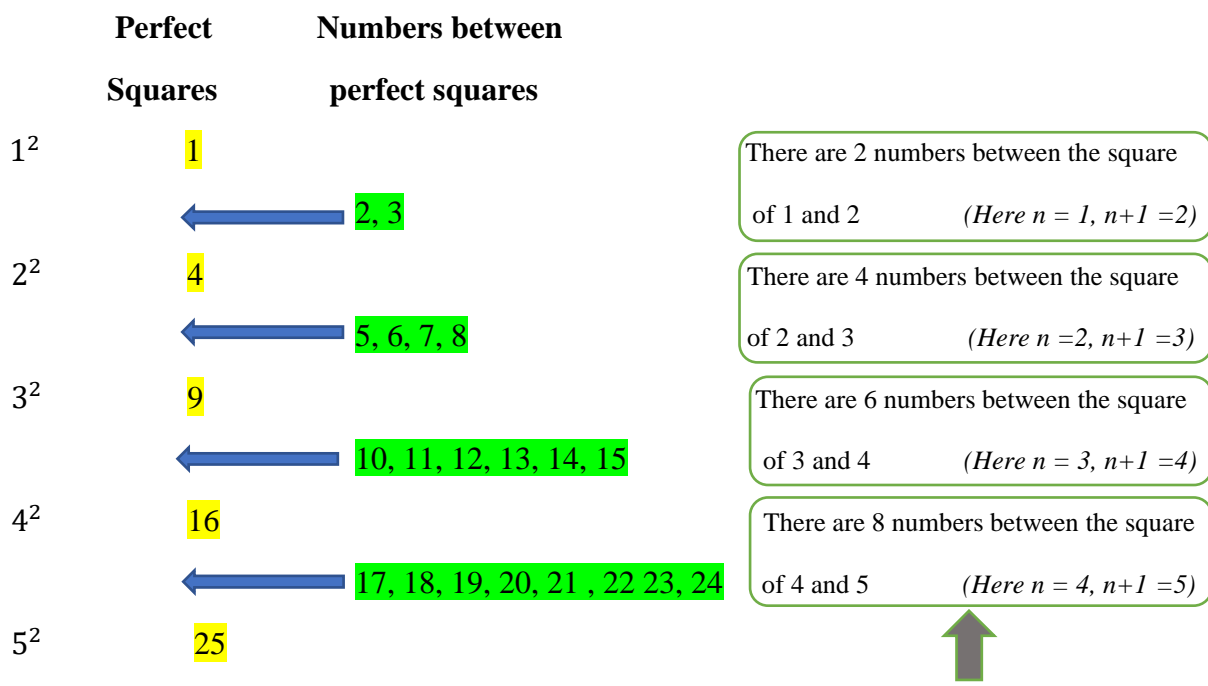 Perfect Numbers between
Squares perfect squares
1² 1 There are 2 numbers between the square
2, 3 of 1 and 2 (Here n = 1, n+1 =2)
2² 4 There are 4 numbers between the square
5, 6, 7, 8 of 2 and 3 (Here n =2, n+1 =3)
3² 9 There are 6 numbers between the square
10, 11, 12, 13, 14, 15 of 3 and 4 (Here n = 3, n+1 =4)
4² 16 There are 8 numbers between the square
17, 18, 19, 20, 21 , 22 23, 24 of 4 and 5 (Here n = 4, n+1 =5)
5² 25